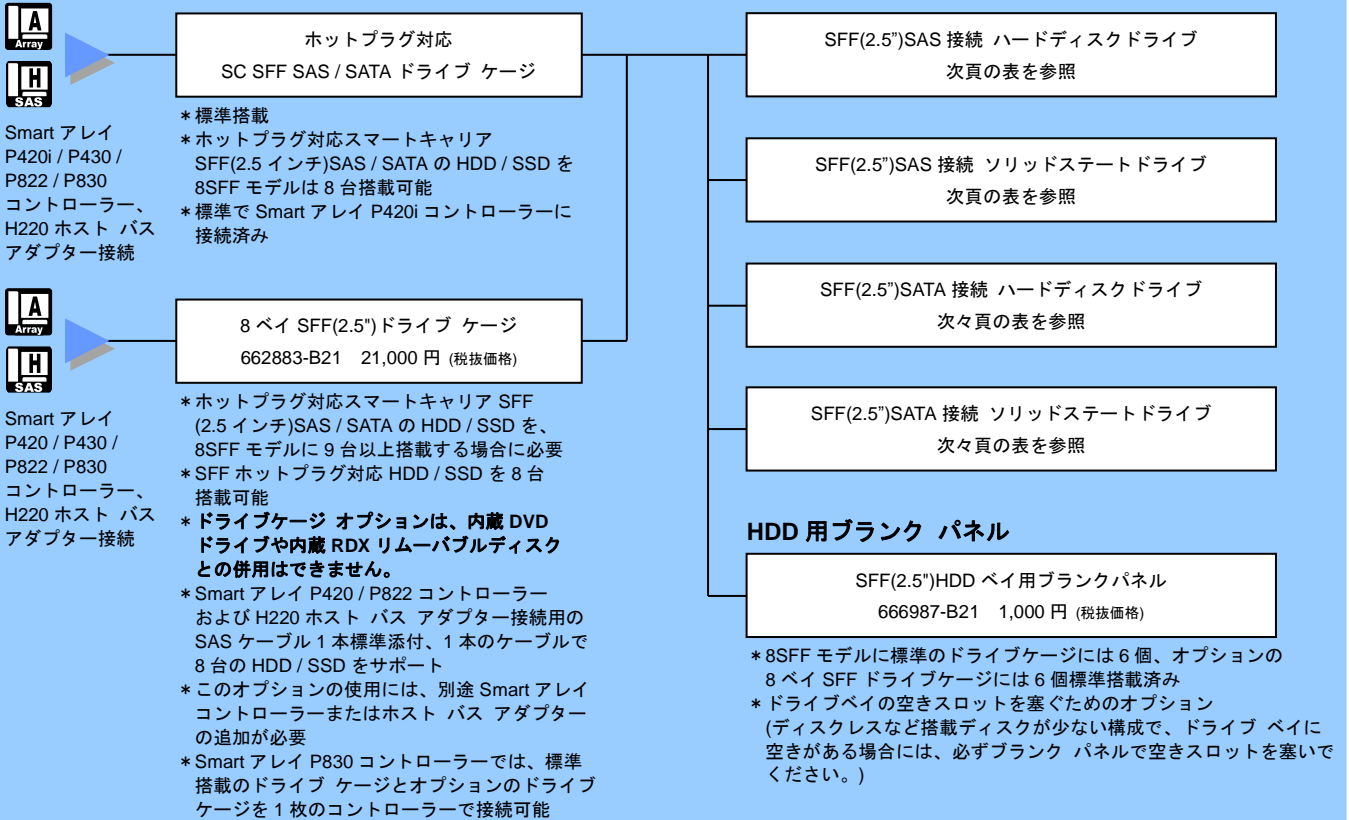 A
Array
H
SAS
Smart アレイ
P420i / P430 /
P822 / P830
コントローラー、
H220 ホスト バス
アダプター接続
ホットプラグ対応
SC SFF SAS / SATA ドライブ ケージ
*標準搭載
*ホットプラグ対応スマートキャリア
SFF(2.5 インチ)SAS / SATA の HDD / SSD を
8SFF モデルは 8 台搭載可能
*標準で Smart アレイ P420i コントローラーに
接続済み
A
Array
H
SAS
Smart アレイ
P420 / P430 /
P822 / P830
コントローラー、
H220 ホスト バス
アダプター接続
8 ベイ SFF(2.5")ドライブ ケージ
662883-B21 21,000 円 (税抜価格)
*ホットプラグ対応スマートキャリア SFF
(2.5 インチ)SAS / SATA の HDD / SSD を、
8SFF モデルに 9 台以上搭載する場合に必要
*SFF ホットプラグ対応 HDD / SSD を 8 台
搭載可能
*ドライブケージ オプションは、内蔵 DVD
ドライブや内蔵 RDX リムーバブルディスク
との併用はできません。
*Smart アレイ P420 / P822 コントローラー
および H220 ホスト バス アダプター接続用の
SAS ケーブル 1 本標準添付、1 本のケーブルで
8 台の HDD / SSD をサポート
*このオプションの使用には、別途 Smart アレイ
コントローラーまたはホスト バス アダプター
の追加が必要
*Smart アレイ P830 コントローラーでは、標準
搭載のドライブ ケージとオプションのドライブ
ケージを 1 枚のコントローラーで接続可能
SFF(2.5”)SAS 接続 ハードディスクドライブ
次頁の表を参照
SFF(2.5”)SAS 接続 ソリッドステートドライブ
次頁の表を参照
SFF(2.5”)SATA 接続 ハードディスクドライブ
次々頁の表を参照
SFF(2.5”)SATA 接続 ソリッドステートドライブ
次々頁の表を参照
HDD 用ブランク パネル
SFF(2.5")HDD ベイ用ブランクパネル
666987-B21 1,000 円 (税抜価格)
*8SFF モデルに標準のドライブケージには 6 個、オプションの
8 ベイ SFF ドライブケージには 6 個標準搭載済み
*ドライブベイの空きスロットを塞ぐためのオプション
(ディスクレスなど搭載ディスクが少ない構成で、ドライブ ベイに
空きがある場合には、必ずブランク パネルで空きスロットを塞いで
ください。)